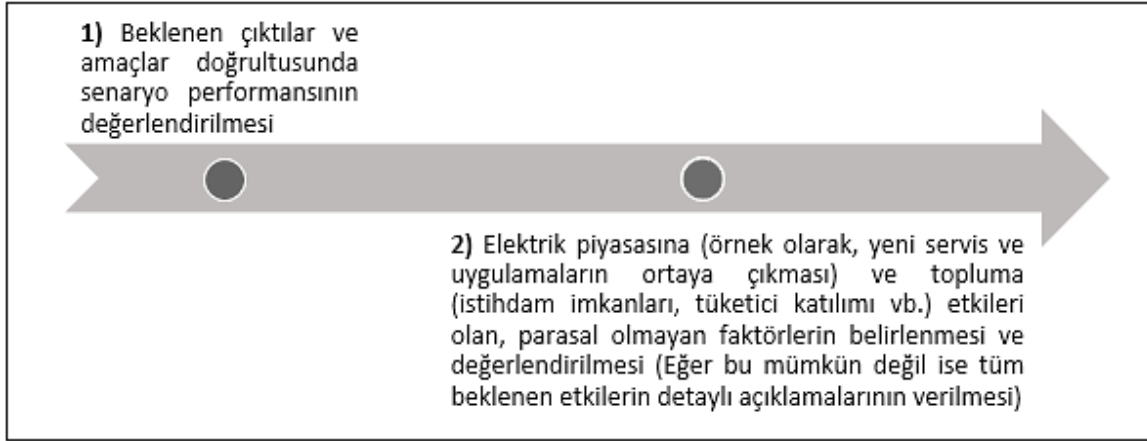 1) Beklenen çıktılar ve
amaçlar doğrultusunda
senaryo performansının
değerlendirilmesi
2) Elektrik piyasasına (örnek olarak, yeni servis ve
uygulamaların ortaya çıkması) ve topluma
(istihdam imkanları, tüketici katılımı vb.) etkileri
olan, parasal olmayan faktörlerin belirlenmesi ve
değerlendirilmesi (Eğer bu mümkün değil ise tüm
beklenen etkilerin detaylı açıklamalarının verilmesi)